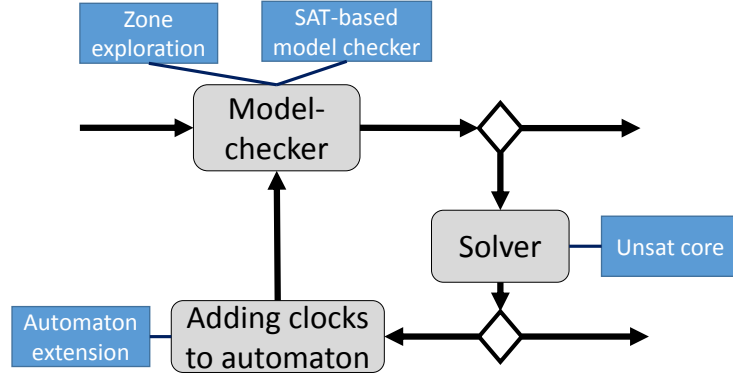 Zone
exploration
SAT-based
model checker
Model-
checker
Solver
Unsat core
Automaton
extension
Adding clocks
to automaton